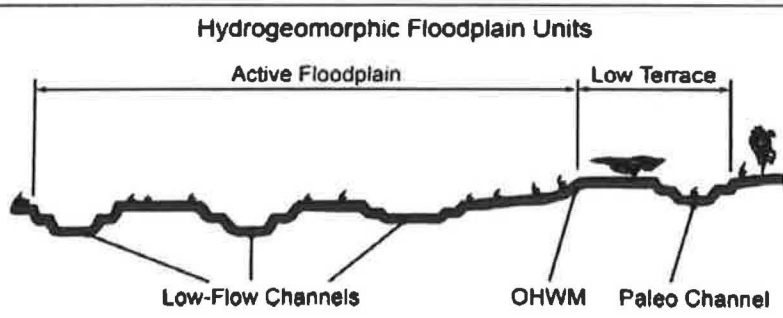 Hydrogeomorphic Floodplain Units
Active Floodplain
Low Terrace
Low-Flow Channels
OHWM
Paleo Channel